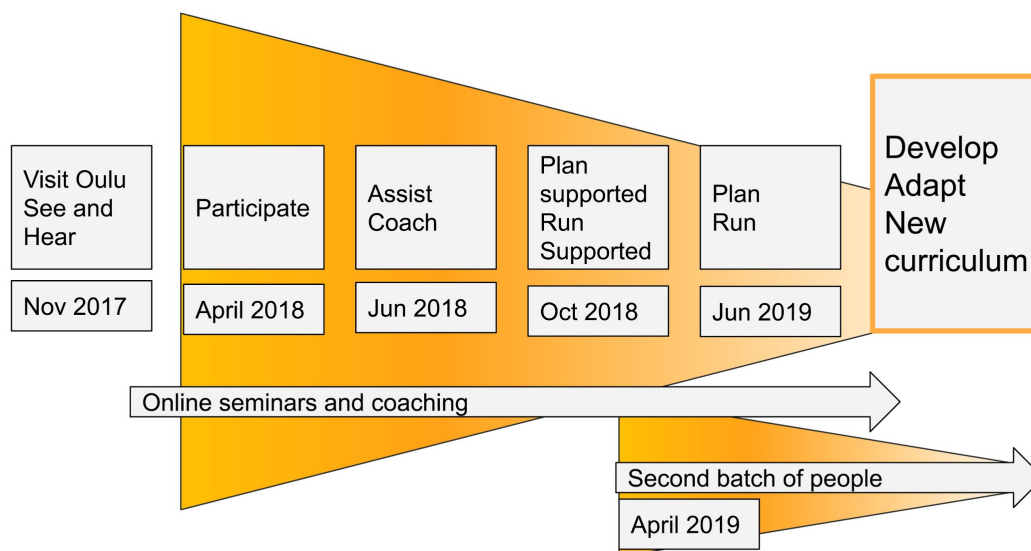 Visit Oulu
See and
Hear
Nov 2017
Participate
April 2018
Assist
Coach
Jun 2018
Plan
supported
Run
Supported
Oct 2018
Plan
Run
Jun 2019
Develop
Adapt
New
curriculum
Online seminars and coaching
Second batch of people
April 2019